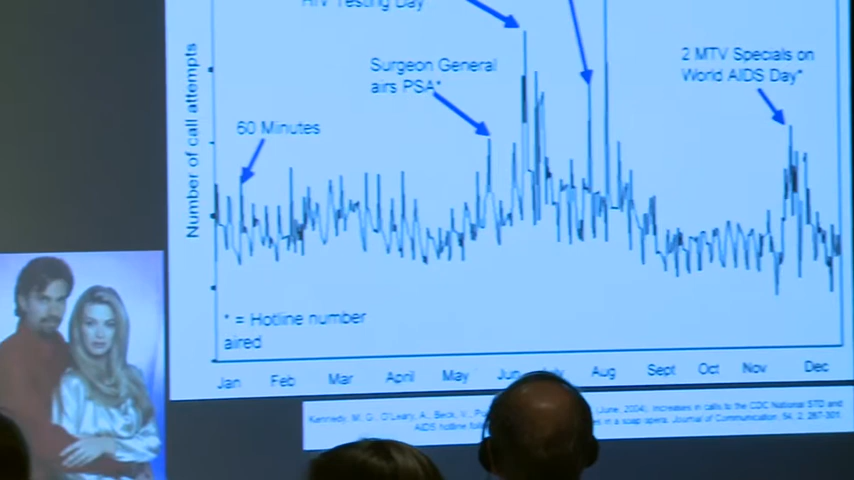 HIV Testing Day
Surgeon General
airs PSA*
2 MTV Specials on
World AIDS Day*
60 Minutes
Number of call attempts
* = Hotline number
aired
Jan Feb Mar April May Jun Aug Sept Oct Nov Dec
Kennedy, M. G., O'Leary, A., Beck, V., June, 2004). Increases in calls to the CDC National STD and
AIDS hotline in a soap opera. Journal of Communication, 54, 2, 287-301.